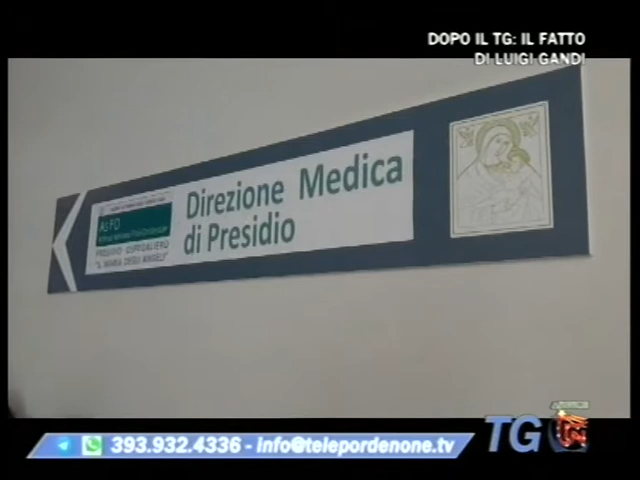 DOPO IL TG: IL FATTO
DI LUIGI GANDI
Direzione Medica
di Presidio
AsFO
PRESIDIO OSPEDALIERO
"S. MARIA DEGLI ANGELI"
393.932.4336 - info@telepordenone.tv
TG